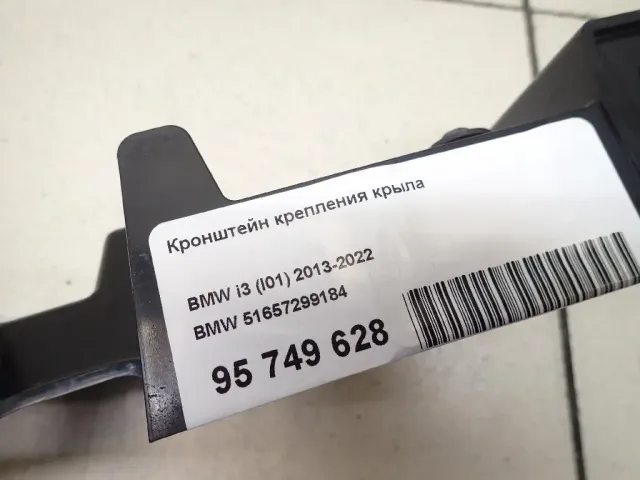 Кронштейн крепления крыла
BMW i3 (I01) 2013-2022
BMW 51657299184
95 749 628